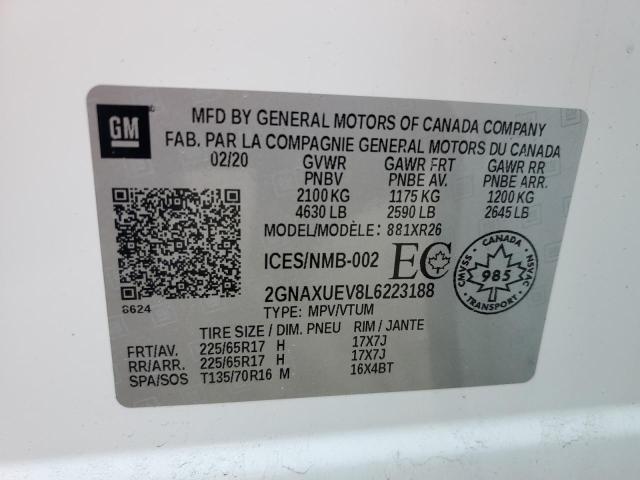 GM
MFD BY GENERAL MOTORS OF CANADA COMPANY
FAB. PAR LA COMPAGNIE GENERAL MOTORS DU CANADA
02/20 GVWR GAWR FRT GAWR RR
PNBV PNBE AV. PNBE ARR.
2100 KG 1175 KG 1200 KG
4630 LB 2590 LB 2645 LB
MODEL/MODÈLE: 881XR26
ICES/NMB-002 EC
CANADA
CMVSS 985 NSVAC
TRANSPORT
2GNAXUEV8L6223188
8624
TYPE: MPV/VTUM
TIRE SIZE / DIM. PNEU RIM / JANTE
FRT/AV. 225/65R17 H 17X7J
RR/ARR. 225/65R17 H 17X7J
SPA/SOS T135/70R16 M 16X4BT